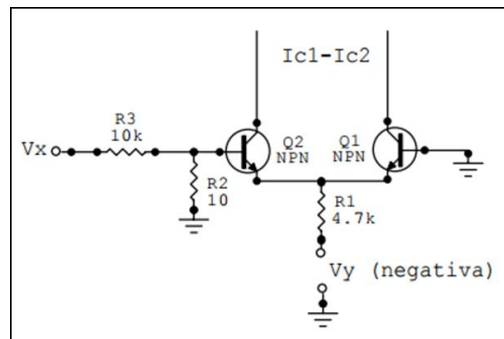 Ic1-Ic2
R3
10k
Vx
Q2
NPN
Q1
NPN
R2
10
R1
4.7k
Vy (negativa)